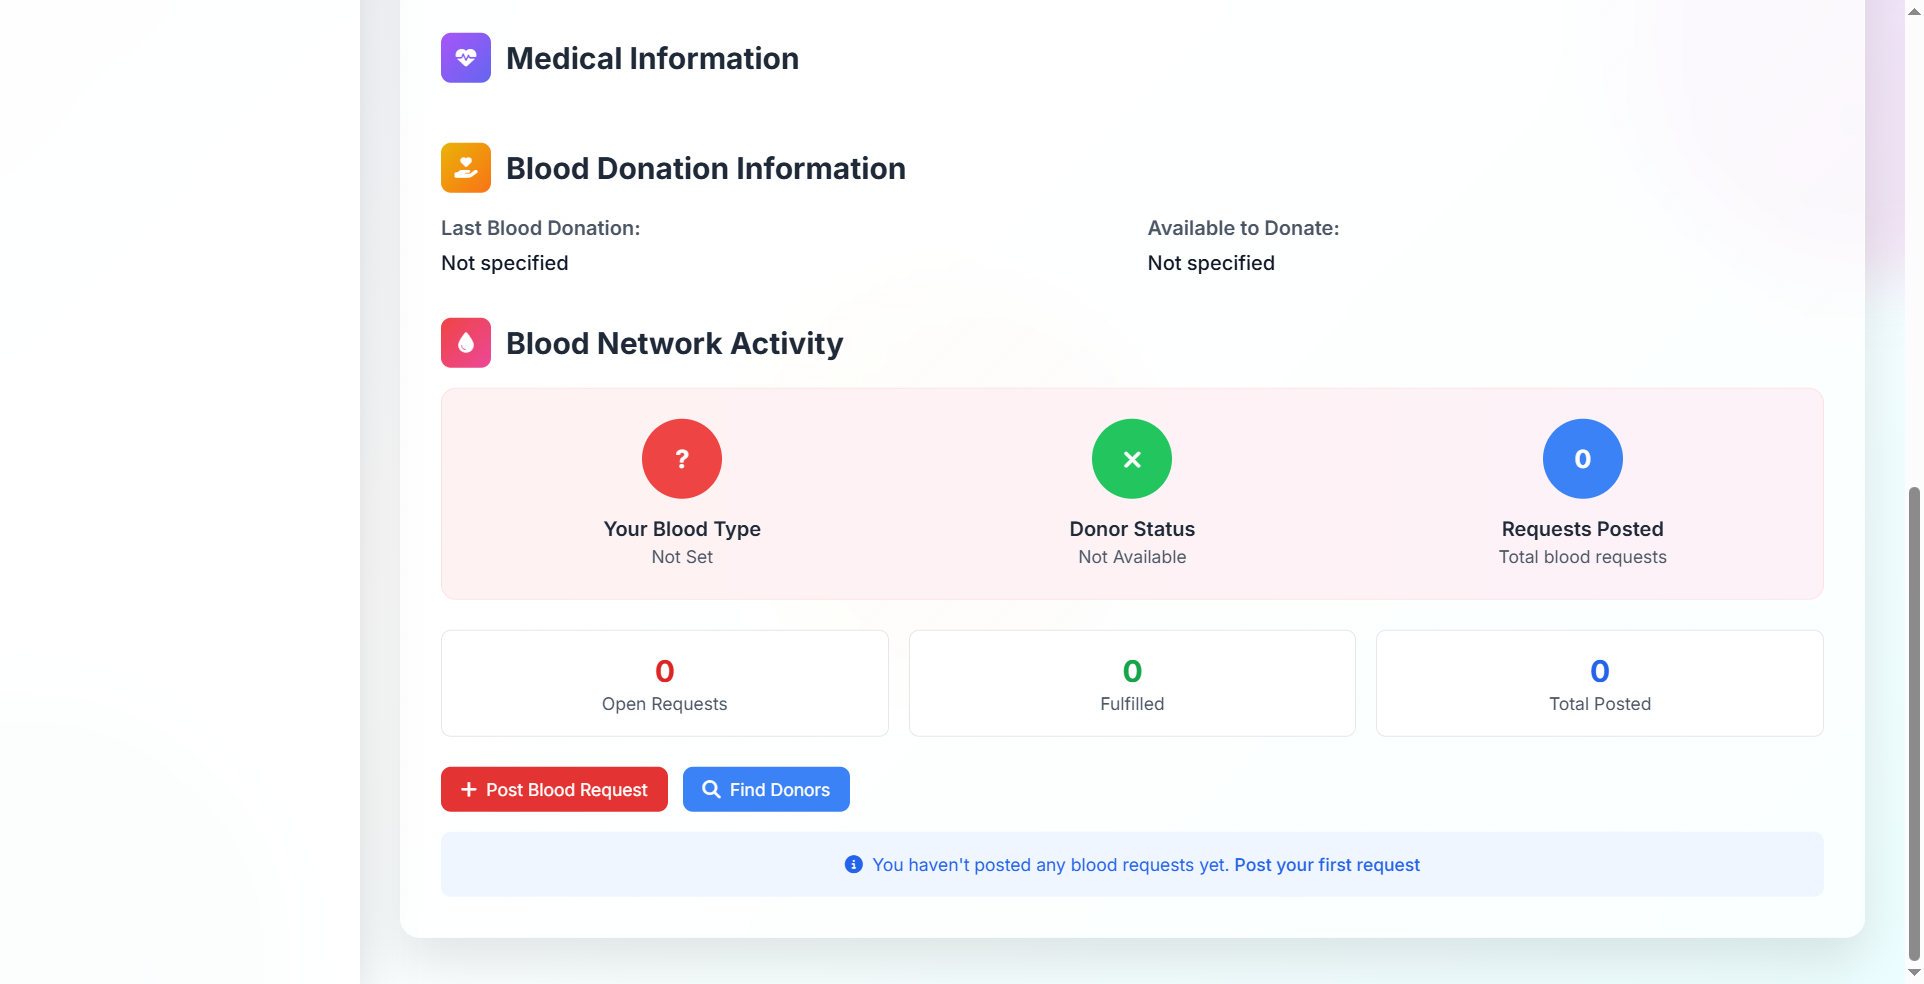 Medical Information
Blood Donation Information
Last Blood Donation:
Not specified
Available to Donate:
Not specified
Blood Network Activity
?
Your Blood Type
Not Set
Donor Status
Not Available
0
Requests Posted
Total blood requests
0
Open Requests
0
Fulfilled
0
Total Posted
Post Blood Request
Find Donors
You haven't posted any blood requests yet. Post your first request